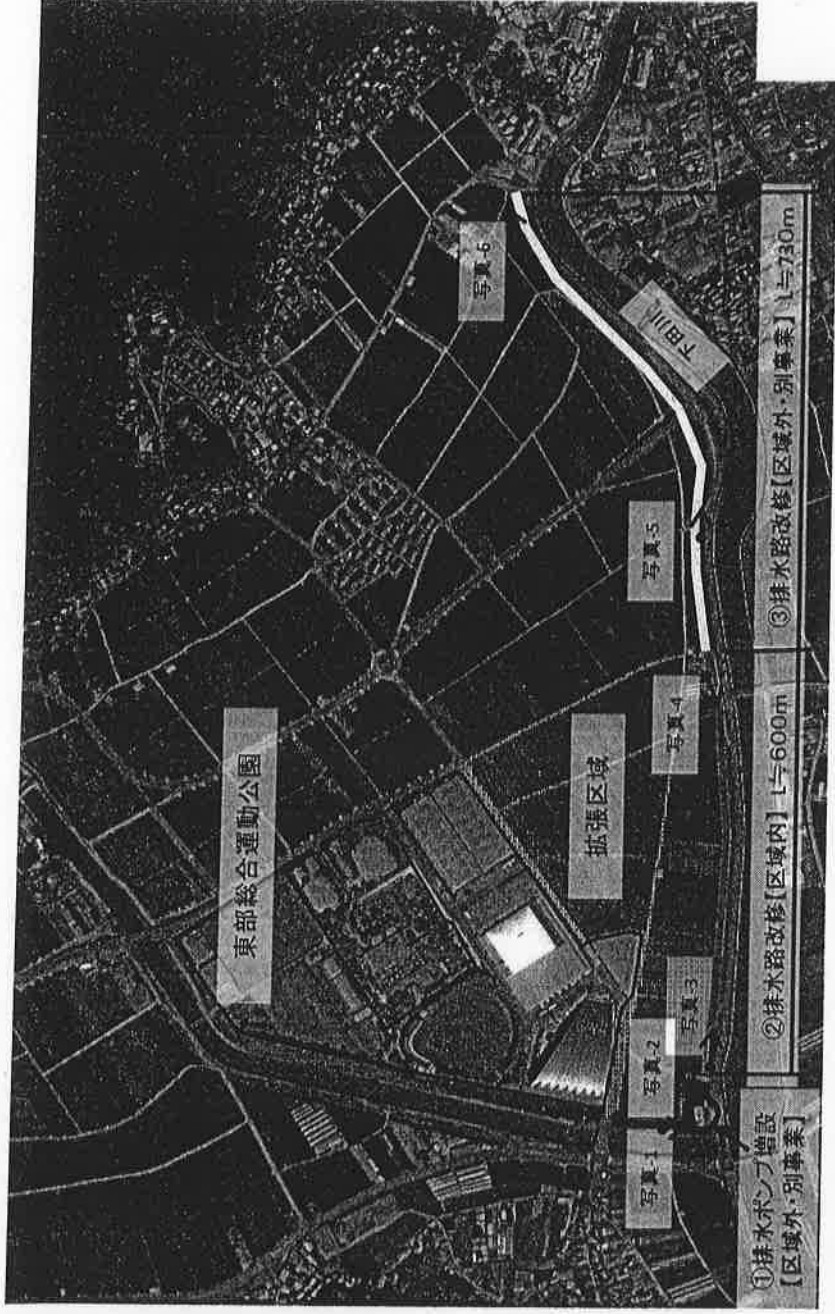 東部総合運動公園
拡張区域
下田川
写真-1
写真-2
写真-3
写真-4
写真-5
写真-6
①排水ポンプ増設
【区域外・別事業】
②排水路改修【区域内】 L≒600m
③排水路改修【区域外・別事業】 L≒730m